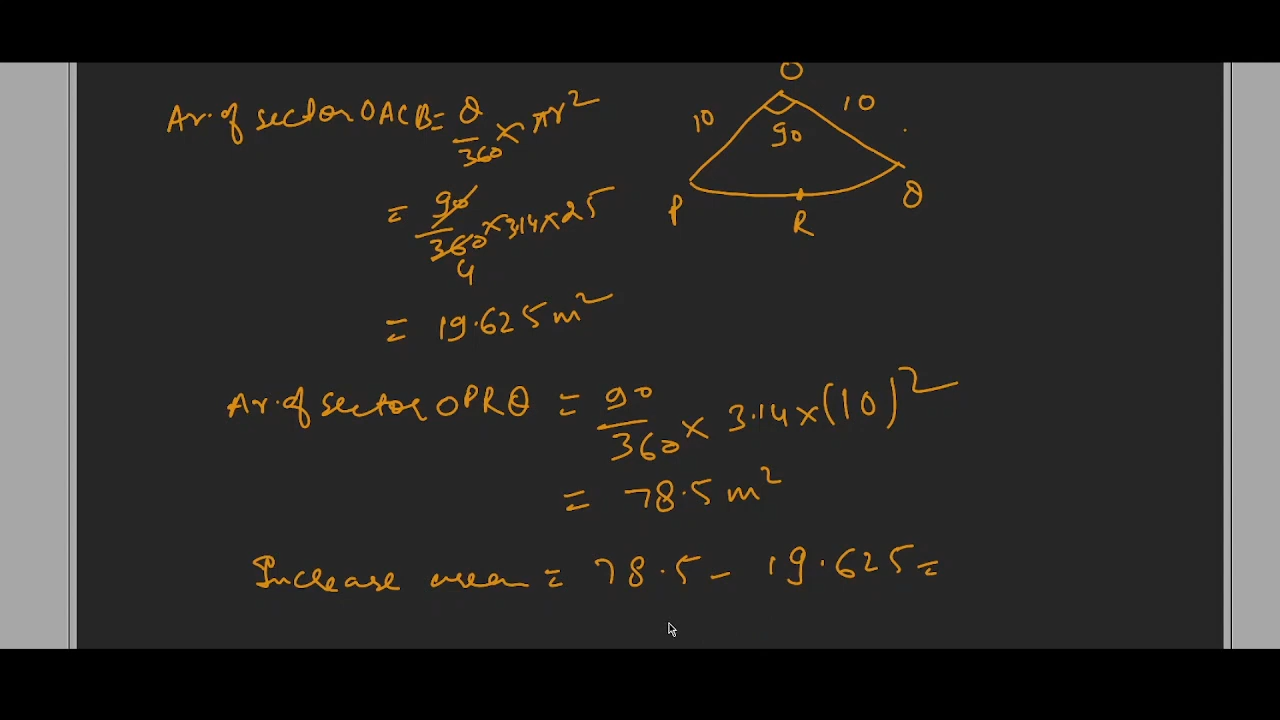 O
Ar. of sector OACB = θ/360 × πr²
10
10
90
= 90/360 × 3.14 × 25
4
P
R
Q
= 19.625 m²
Ar. of sector OPRQ = 90/360 × 3.14 × (10)²
= 78.5 m²
Increase area = 78.5 - 19.625 =